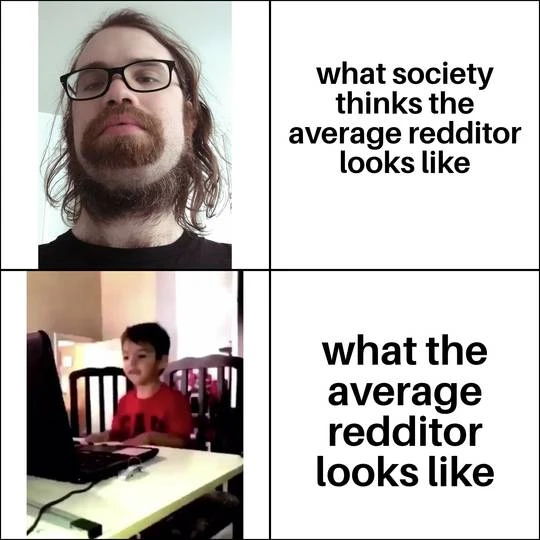 what society
thinks the
average redditor
looks like
what the
average
redditor
looks like